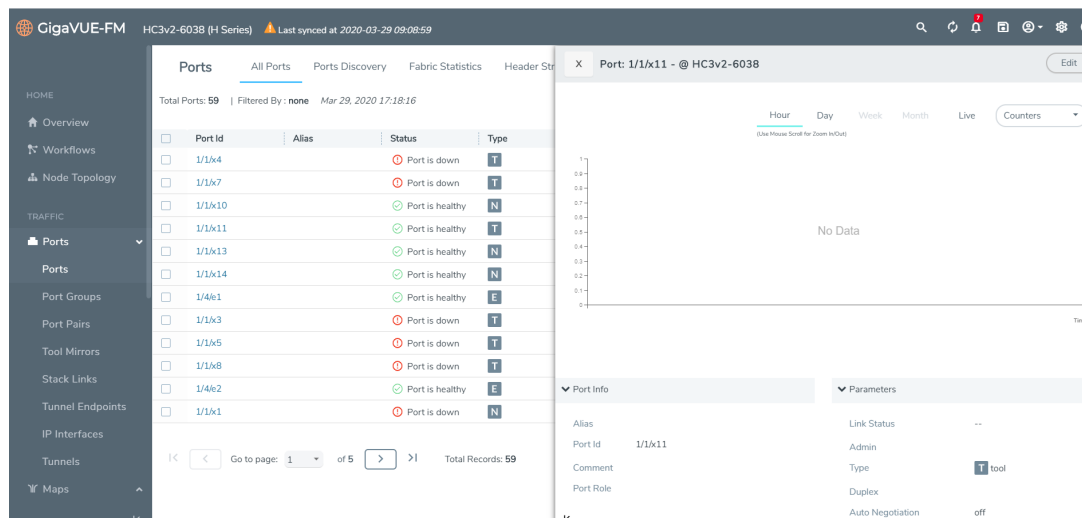 GigaVUE-FM HC3v2-6038 (H Series) Last synced at 2020-03-29 09:08:59 7
HOME
Overview
Workflows
Node Topology
TRAFFIC
Ports
Ports
Port Groups
Port Pairs
Tool Mirrors
Stack Links
Tunnel Endpoints
IP Interfaces
Tunnels
Maps
Ports All Ports Ports Discovery Fabric Statistics Header Str
Total Ports: 59 | Filtered By : none Mar 29, 2020 17:18:16
Port Id Alias Status Type
1/1/x4 Port is down T
1/1/x7 Port is down T
1/1/x10 Port is healthy N
1/1/x11 Port is healthy T
1/1/x13 Port is healthy N
1/1/x14 Port is healthy N
1/4/e1 Port is healthy E
1/1/x3 Port is down T
1/1/x5 Port is down T
1/1/x8 Port is down T
1/4/e2 Port is healthy E
1/1/x1 Port is down N
Go to page: 1 of 5 Total Records: 59
X Port: 1/1/x11 - @ HC3v2-6038 Edit
Hour Day Week Month Live Counters
(Use Mouse Scroll for Zoom In/Out)
1
0.9
0.8
0.7
0.6
0.5
0.4
0.3
0.2
0.1
0
No Data
Port Info
Alias
Port Id 1/1/x11
Comment
Port Role
Parameters
Link Status --
Admin
Type T tool
Duplex
Auto Negotiation off